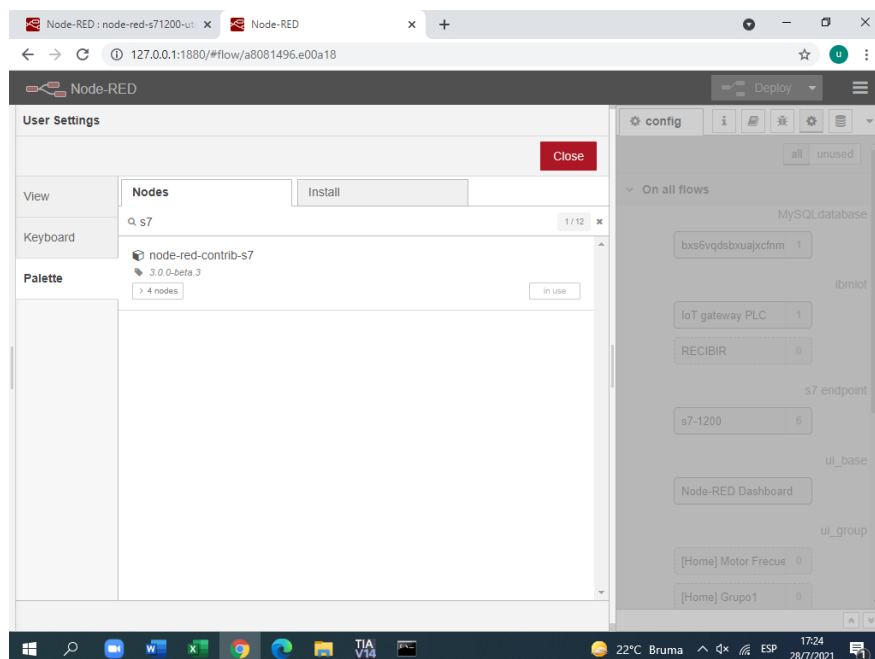 Node-RED : node-red-s71200-ut
Node-RED
127.0.0.1:1880/#flow/a8081496.e00a18
U
Node-RED
Deploy
User Settings
Close
View
Keyboard
Palette
Nodes
Install
s7
1 / 12
node-red-contrib-s7
3.0.0-beta.3
4 nodes
in use
config
all
unused
On all flows
MySQLdatabase
bxs6vqdsbxuajxcfnm
1
ibmiot
IoT gateway PLC
1
RECIBIR
0
s7 endpoint
s7-1200
6
ui_base
Node-RED Dashboard
ui_group
[Home] Motor Frecue
0
[Home] Grupo1
0
TIA
V14
22°C Bruma
ESP
17:24
28/7/2021